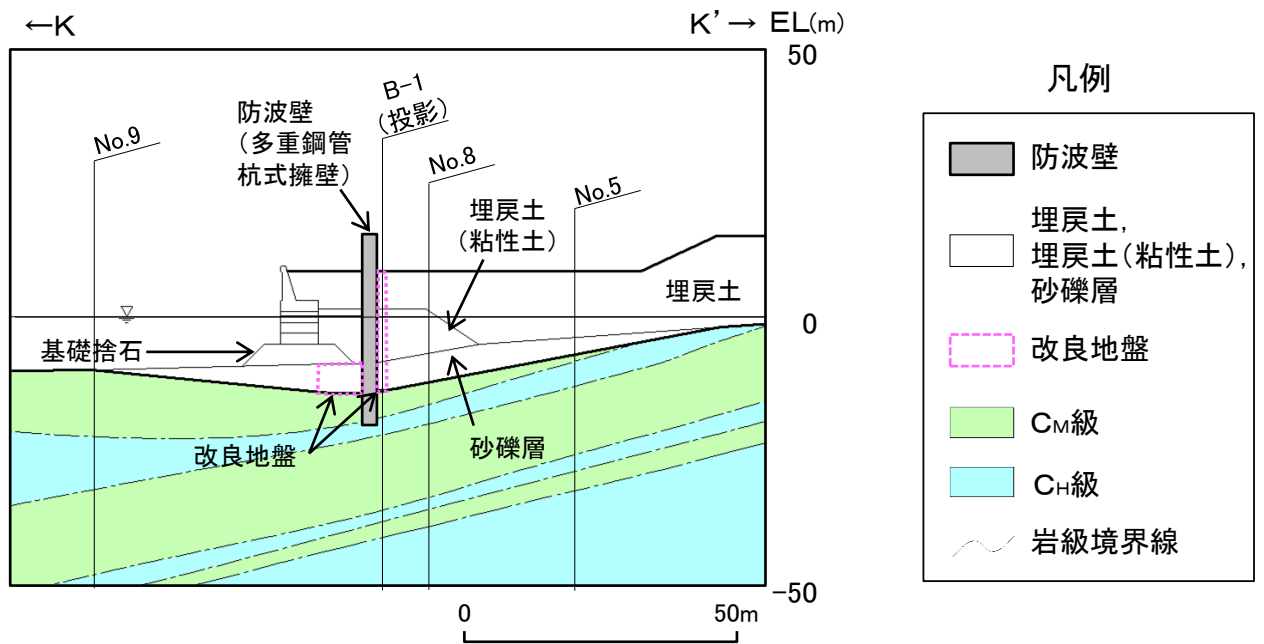 ←K
K’→ EL(m)
50
0
-50
B-1
(投影)
防波壁
(多重鋼管
杭式擁壁)
No.9
No.8
No.5
埋戻土
(粘性土)
埋戻土
基礎捨石
改良地盤
砂礫層
0
50m
凡例
防波壁
埋戻土,
埋戻土(粘性土),
砂礫層
改良地盤
CM級
CH級
岩級境界線